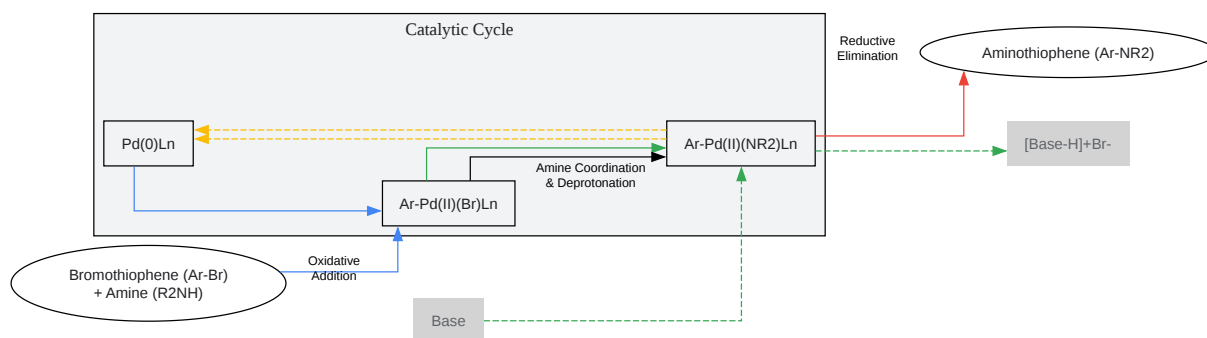 Catalytic Cycle
Reductive
Elimination
Aminothiophene (Ar-NR2)
Pd(0)Ln
Ar-Pd(II)(NR2)Ln
[Base-H]+Br-
Amine Coordination
& Deprotonation
Ar-Pd(II)(Br)Ln
Bromothiophene (Ar-Br)
+ Amine (R2NH)
Oxidative
Addition
Base